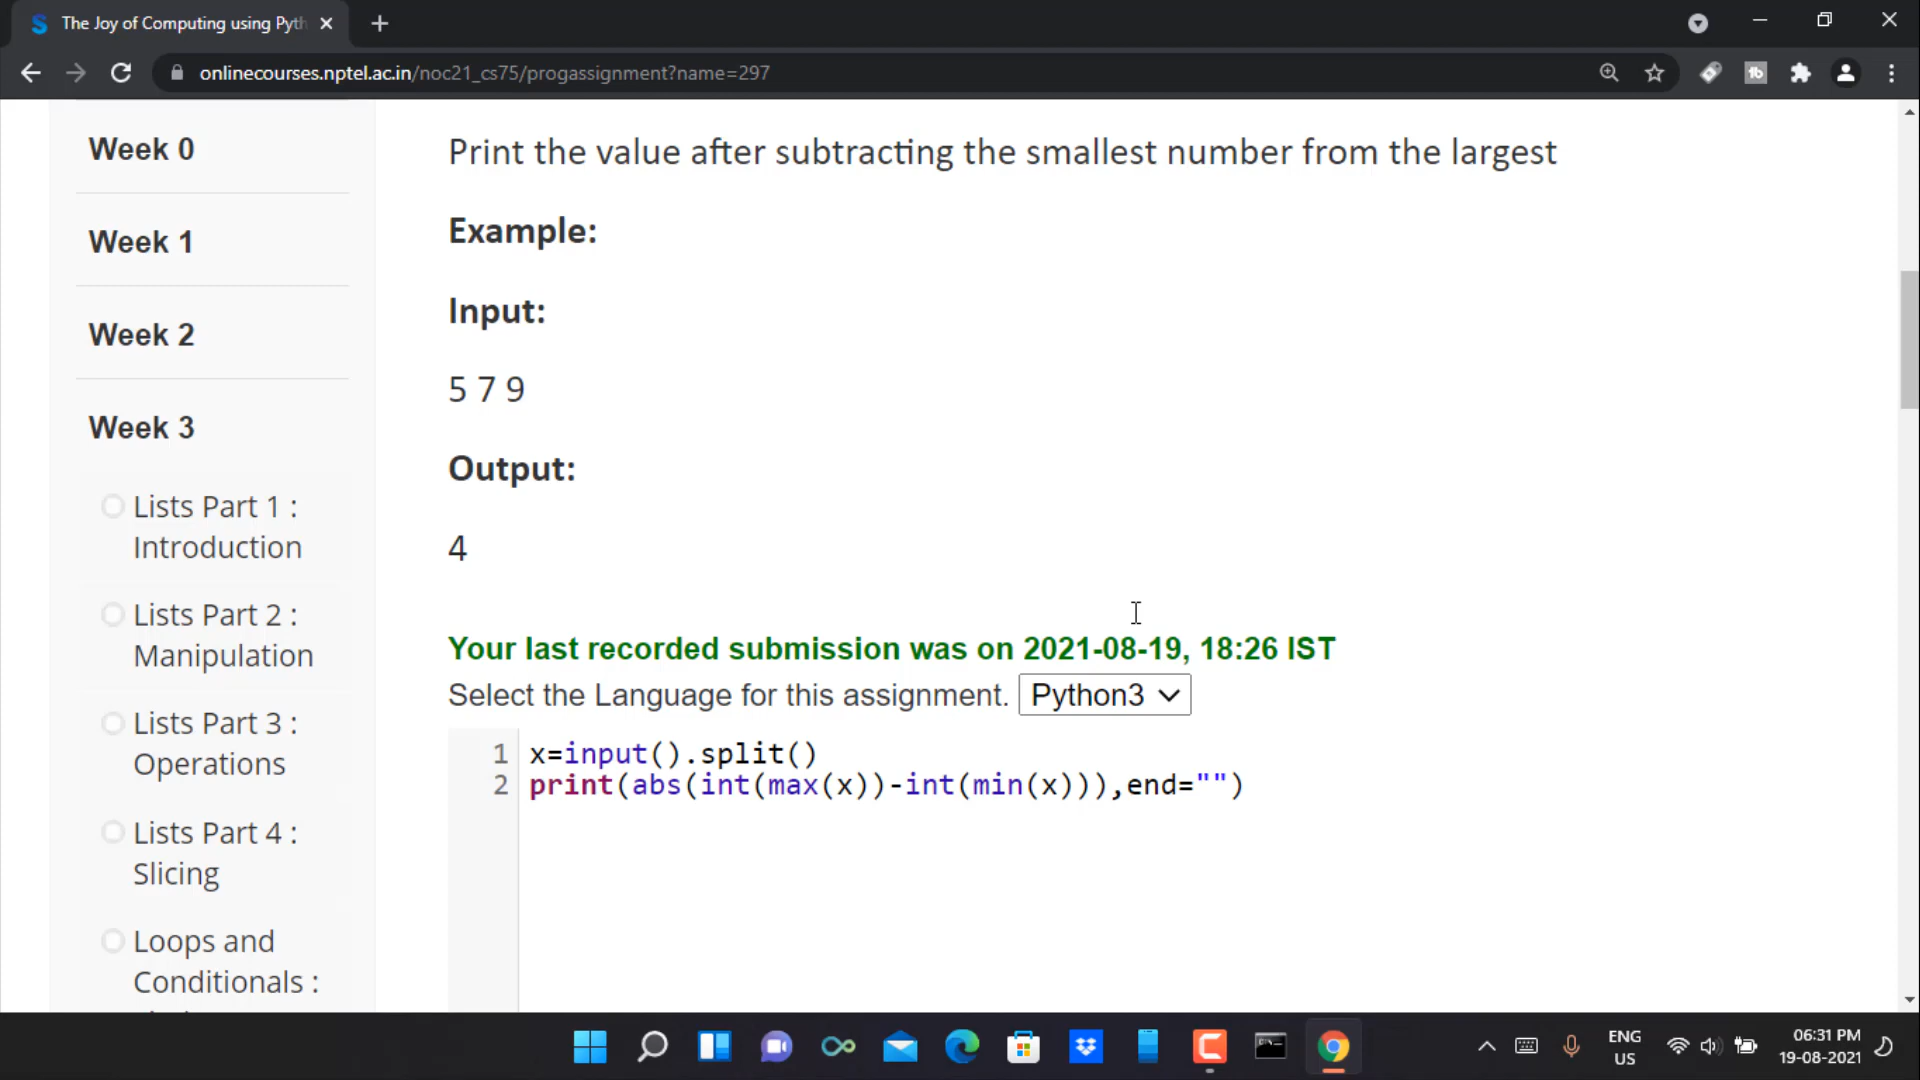 The Joy of Computing using Pyth
onlinecourses.nptel.ac.in/noc21_cs75/progassignment?name=297
Week 0
Week 1
Week 2
Week 3
Lists Part 1 :
Introduction
Lists Part 2 :
Manipulation
Lists Part 3 :
Operations
Lists Part 4 :
Slicing
Loops and
Conditionals :
Print the value after subtracting the smallest number from the largest
Example:
Input:
5 7 9
Output:
4
Your last recorded submission was on 2021-08-19, 18:26 IST
Select the Language for this assignment. Python3
1 x=input().split()
2 print(abs(int(max(x))-int(min(x))),end="")
ENG
US
06:31 PM
19-08-2021